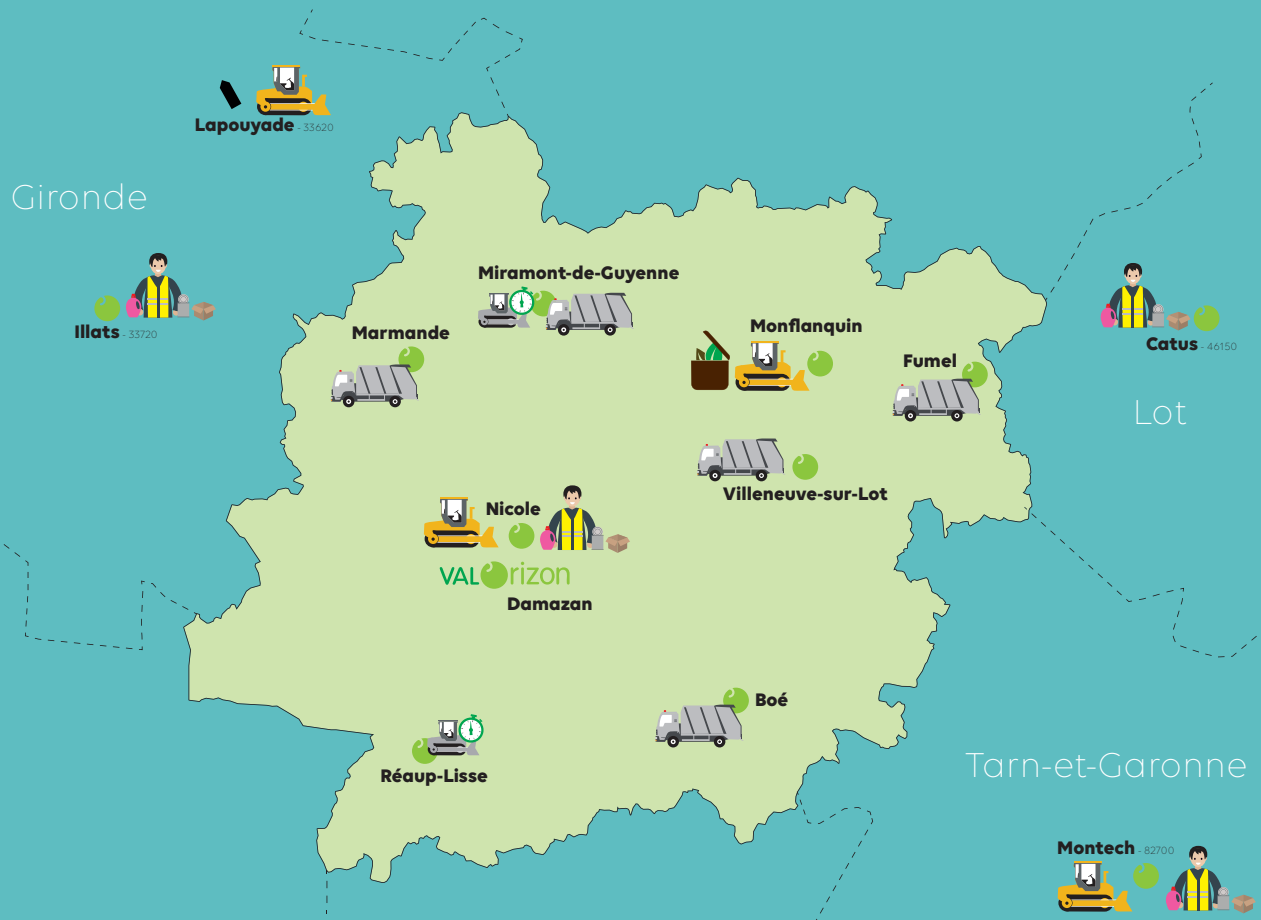 Lapouyade - 33620
Gironde
Miramont-de-Guyenne
Illats - 33720
Marmande
Monflanquin
Catus - 46150
Fumel
Lot
Villeneuve-sur-Lot
Nicole
VALOrizon
Damazan
Boé
Réaup-Lisse
Tarn-et-Garonne
Montech - 82700